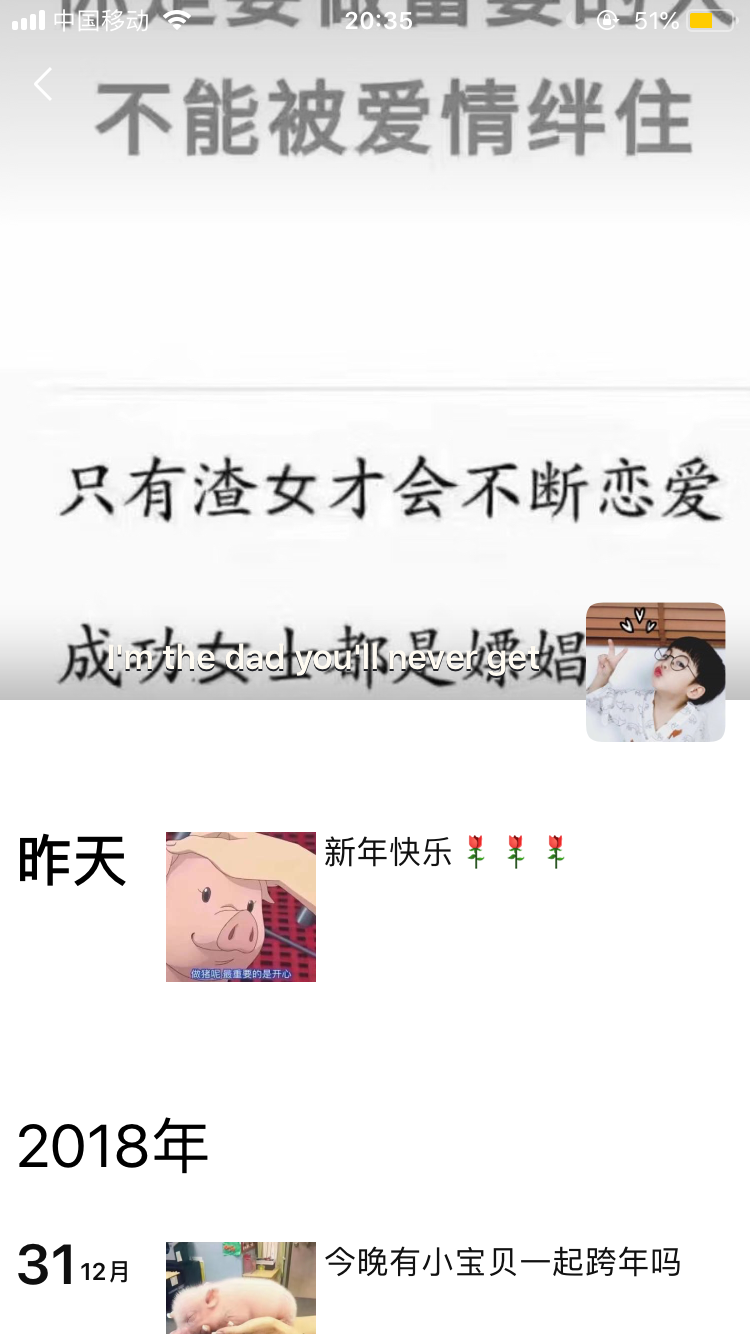 中国移动 20:35 51%
不能被爱情绊住
只有渣女才会不断恋爱
成功女士都是嫖娼
I'm the dad you'll never get
昨天
新年快乐🌹 🌹 🌹
做猪呢 最重要的是开心
2018年
31 12月
今晚有小宝贝一起跨年吗